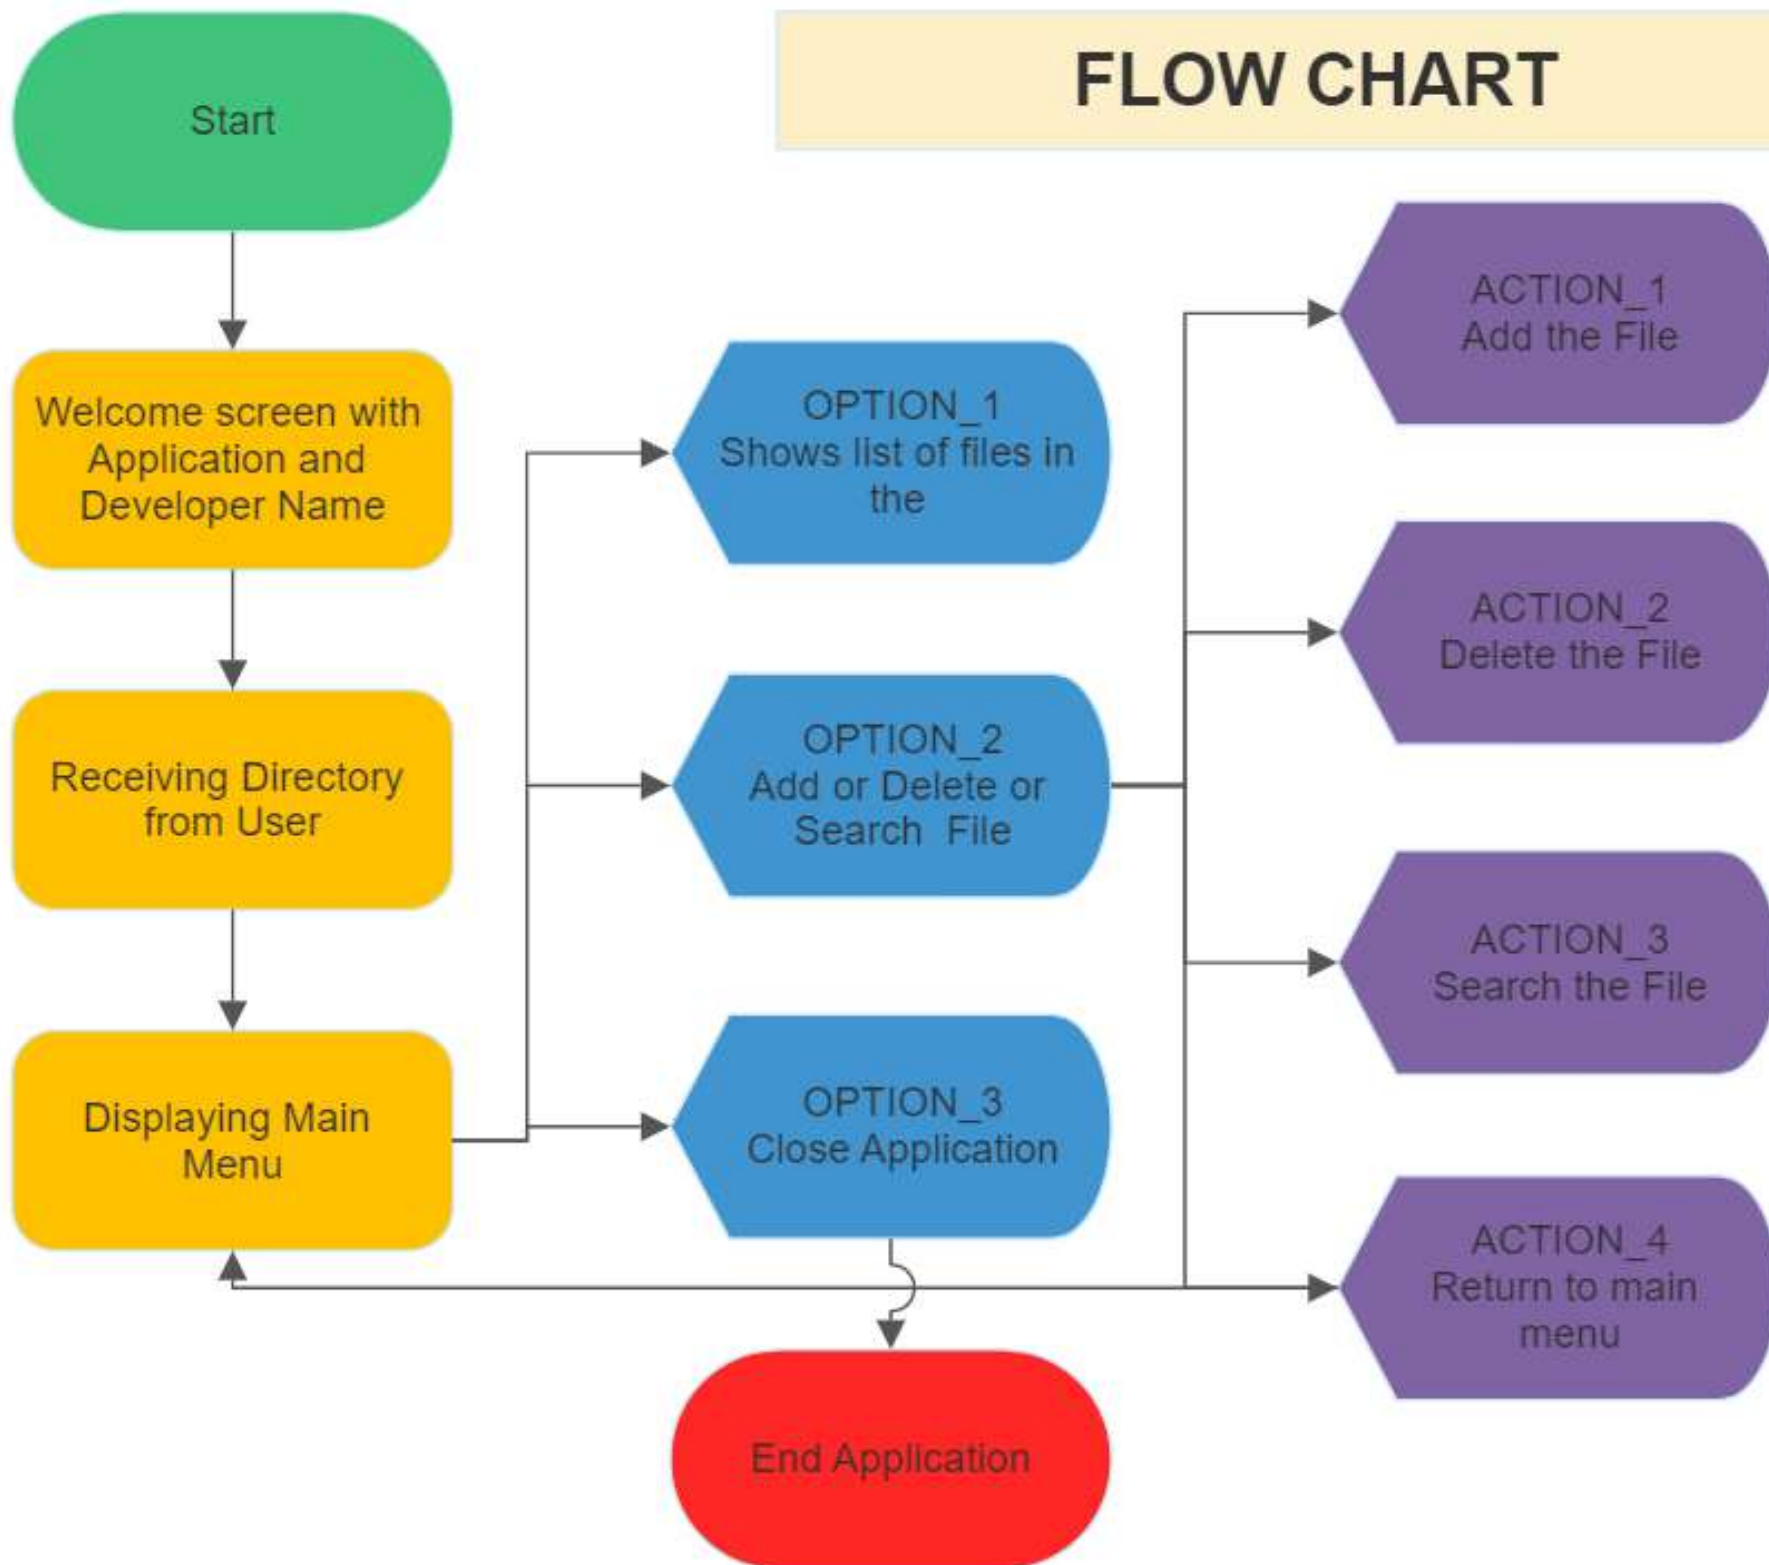 Start
FLOW CHART
Welcome screen with
Application and
Developer Name
Receiving Directory
from User
Displaying Main
Menu
OPTION_1
Shows list of files in
the
OPTION_2
Add or Delete or
Search File
OPTION_3
Close Application
End Application
ACTION_1
Add the File
ACTION_2
Delete the File
ACTION_3
Search the File
ACTION_4
Return to main
menu